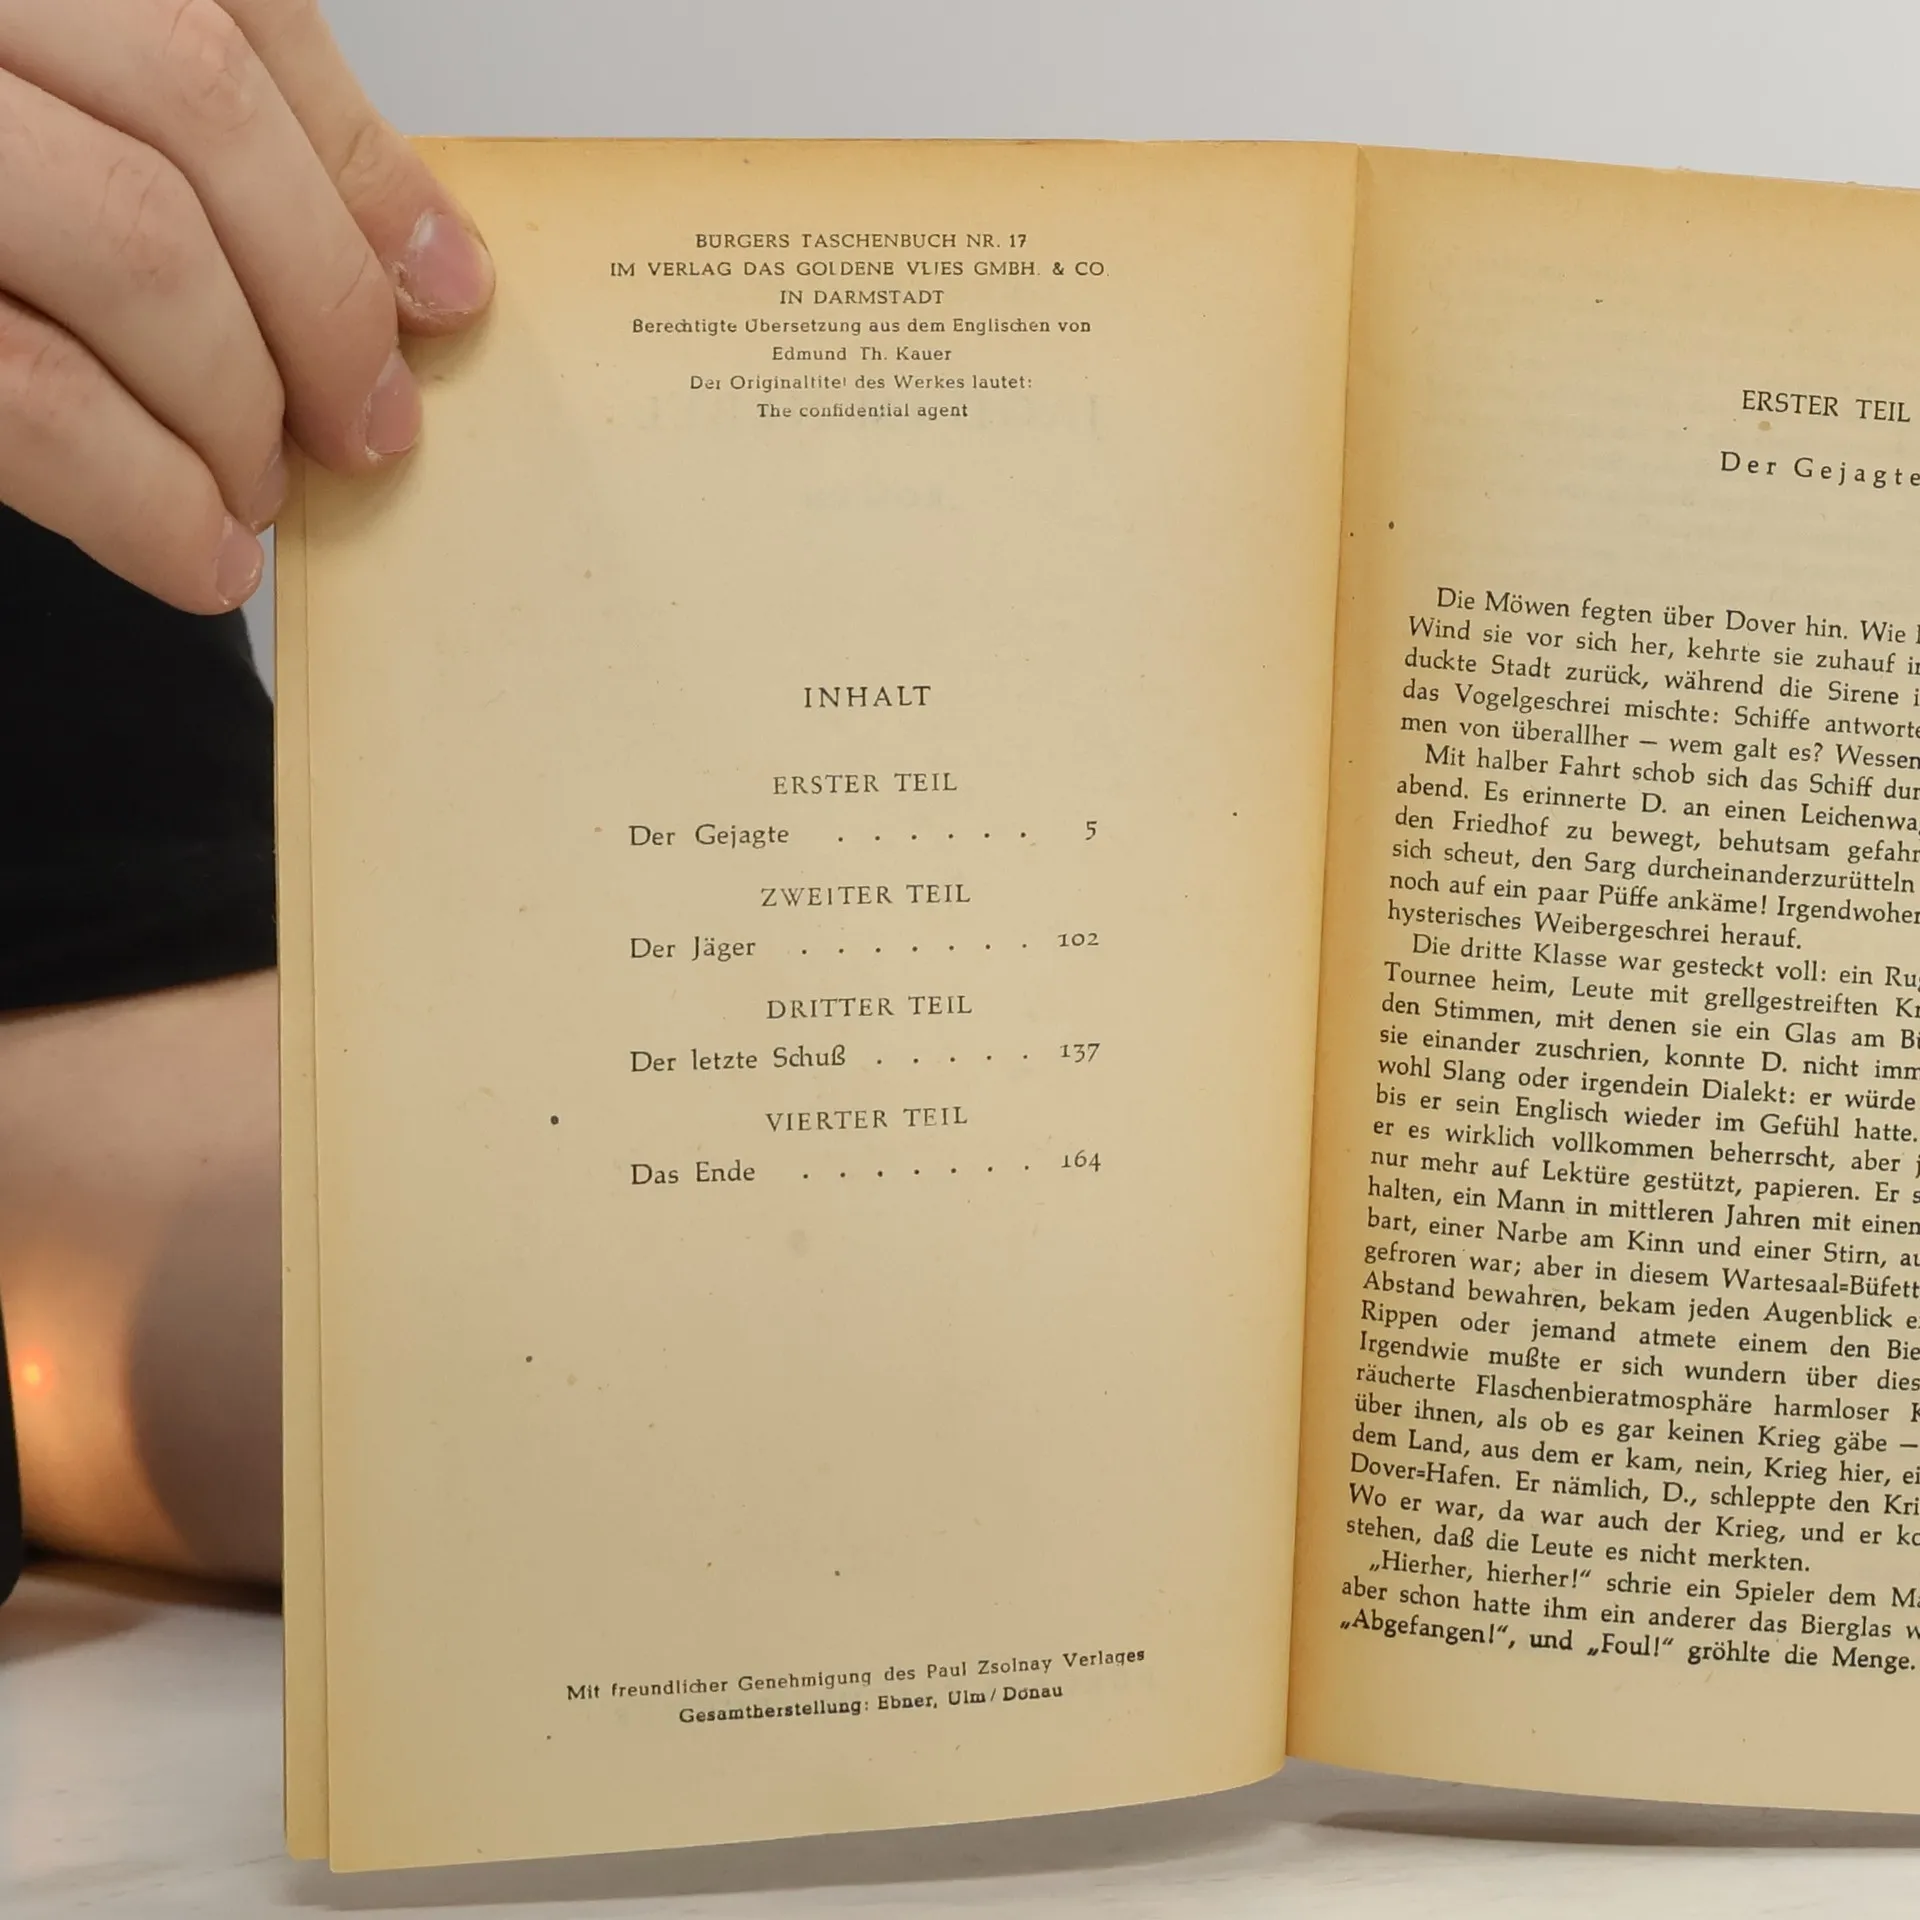 BÜRGERS TASCHENBUCH NR. 17
IM VERLAG DAS GOLDENE VLIES GMBH. & CO.
IN DARMSTADT
Berechtigte Übersetzung aus dem Englischen von
Edmund Th. Kauer
Der Originaltitel des Werkes lautet:
The confidential agent
INHALT
ERSTER TEIL
Der Gejagte . . . . . . 5
ZWEITER TEIL
Der Jäger . . . . . . . 102
DRITTER TEIL
Der letzte Schuß . . . . . 137
VIERTER TEIL
Das Ende . . . . . . . 164
Mit freundlicher Genehmigung des Paul Zsolnay Verlages
Gesamtherstellung: Ebner, Ulm / Donau
ERSTER TEIL
Der Gejagte
Die Möwen fegten über Dover hin. Wie
Wind sie vor sich her, kehrte sie zuhauf
duckte Stadt zurück, während die Sirene
das Vogelgeschrei mischte: Schiffe
men von überallher — wem galt es? Wessen
Mit halber Fahrt schob sich das Schiff
abend. Es erinnerte D. an einen
den Friedhof zu bewegt, behutsam
sich scheut, den Sarg durcheinanderzurütteln
noch auf ein paar Püffe ankäme! Irgendwoher
hysterisches Weibergeschrei herauf.
Die dritte Klasse war gesteckt voll: ein
Tournee heim, Leute mit grellgestreiften
den Stimmen, mit denen sie ein Glas am
sie einander zuschrien, konnte D. nicht
wohl Slang oder irgendein Dialekt: er würde
bis er sein Englisch wieder im Gefühl hatte.
er es wirklich vollkommen beherrscht, aber
nur mehr auf Lektüre gestützt, papieren. Er
halten, ein Mann in mittleren Jahren mit
bart, einer Narbe am Kinn und einer Stirn,
gefroren war; aber in diesem Wartesaal=Büfett
Abstand bewahren, bekam jeden Augenblick
Rippen oder jemand atmete einem den
Irgendwie mußte er sich wundern über
räucherte Flaschenbieratmosphäre harmloser
über ihnen, als ob es gar keinen Krieg gäbe —
dem Land, aus dem er kam, nein, Krieg hier,
Dover=Hafen. Er nämlich, D., schleppte den
Wo er war, da war auch der Krieg, und er
stehen, daß die Leute es nicht merkten.
„Hierher, hierher!“ schrie ein Spieler dem
aber schon hatte ihm ein anderer das Bierglas
„Abgefangen!“, und „Foul!“ gröhlte die Menge.